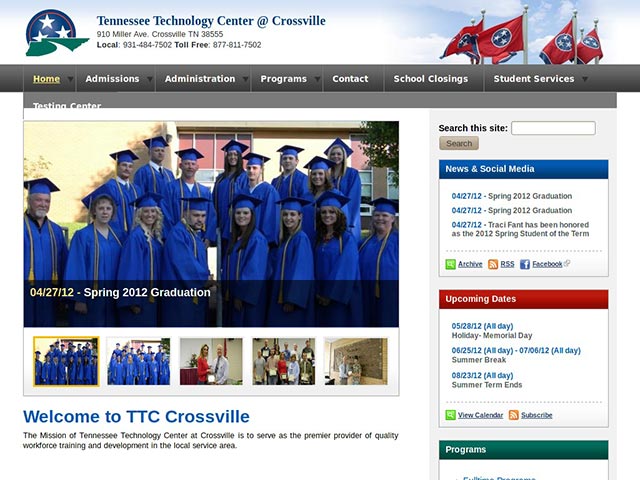 Tennessee Technology Center @ Crossville
910 Miller Ave. Crossville TN 38555
Local: 931-484-7502 Toll Free: 877-811-7502
Home Admissions Administration Programs Contact School Closings Student Services
Testing Center
04/27/12 - Spring 2012 Graduation
Welcome to TTC Crossville
The Mission of Tennessee Technology Center at Crossville is to serve as the premier provider of quality
workforce training and development in the local service area.
Search this site:
Search
News & Social Media
04/27/12 - Spring 2012 Graduation
04/27/12 - Spring 2012 Graduation
04/27/12 - Traci Fant has been honored
as the 2012 Spring Student of the Term
Archive RSS Facebook
Upcoming Dates
05/28/12 (All day)
Holiday- Memorial Day
06/25/12 (All day) - 07/06/12 (All day)
Summer Break
08/23/12 (All day)
Summer Term Ends
View Calendar Subscribe
Programs
Fulltime Programs